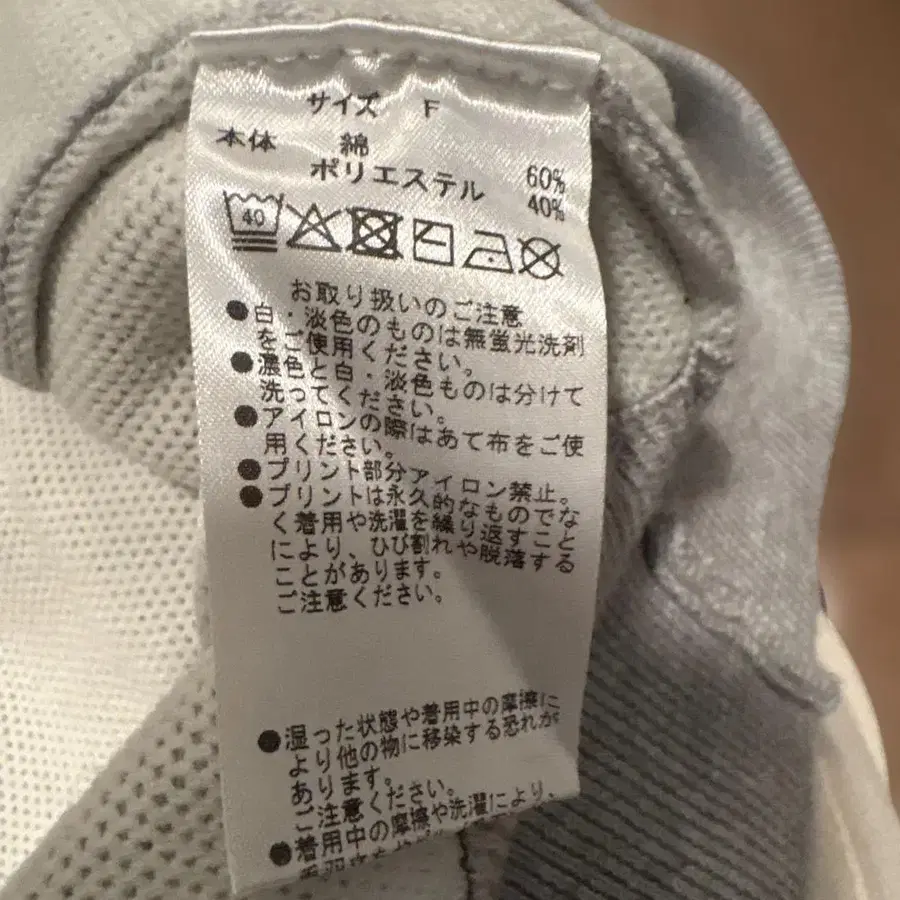 サイズ F
本体 綿 60%
ポリエステル 40%
40
お取り扱いのご注意
●白・淡色のものは無蛍光洗剤
をご使用ください。
●濃色と白・淡色ものは分けて
洗ってください。
●アイロンの際はあて布をご使
用ください。
●プリント部分アイロン禁止。
●プリントは永久的なものでな
く着用や洗濯を繰り返すこと
により、ひび割れや脱落する
ことがあります。
ご注意ください。
●湿った状態や着用中の摩擦に
より他の物に移染する恐れが
あります。
ご注意ください。
●着用中の摩擦や洗濯により、